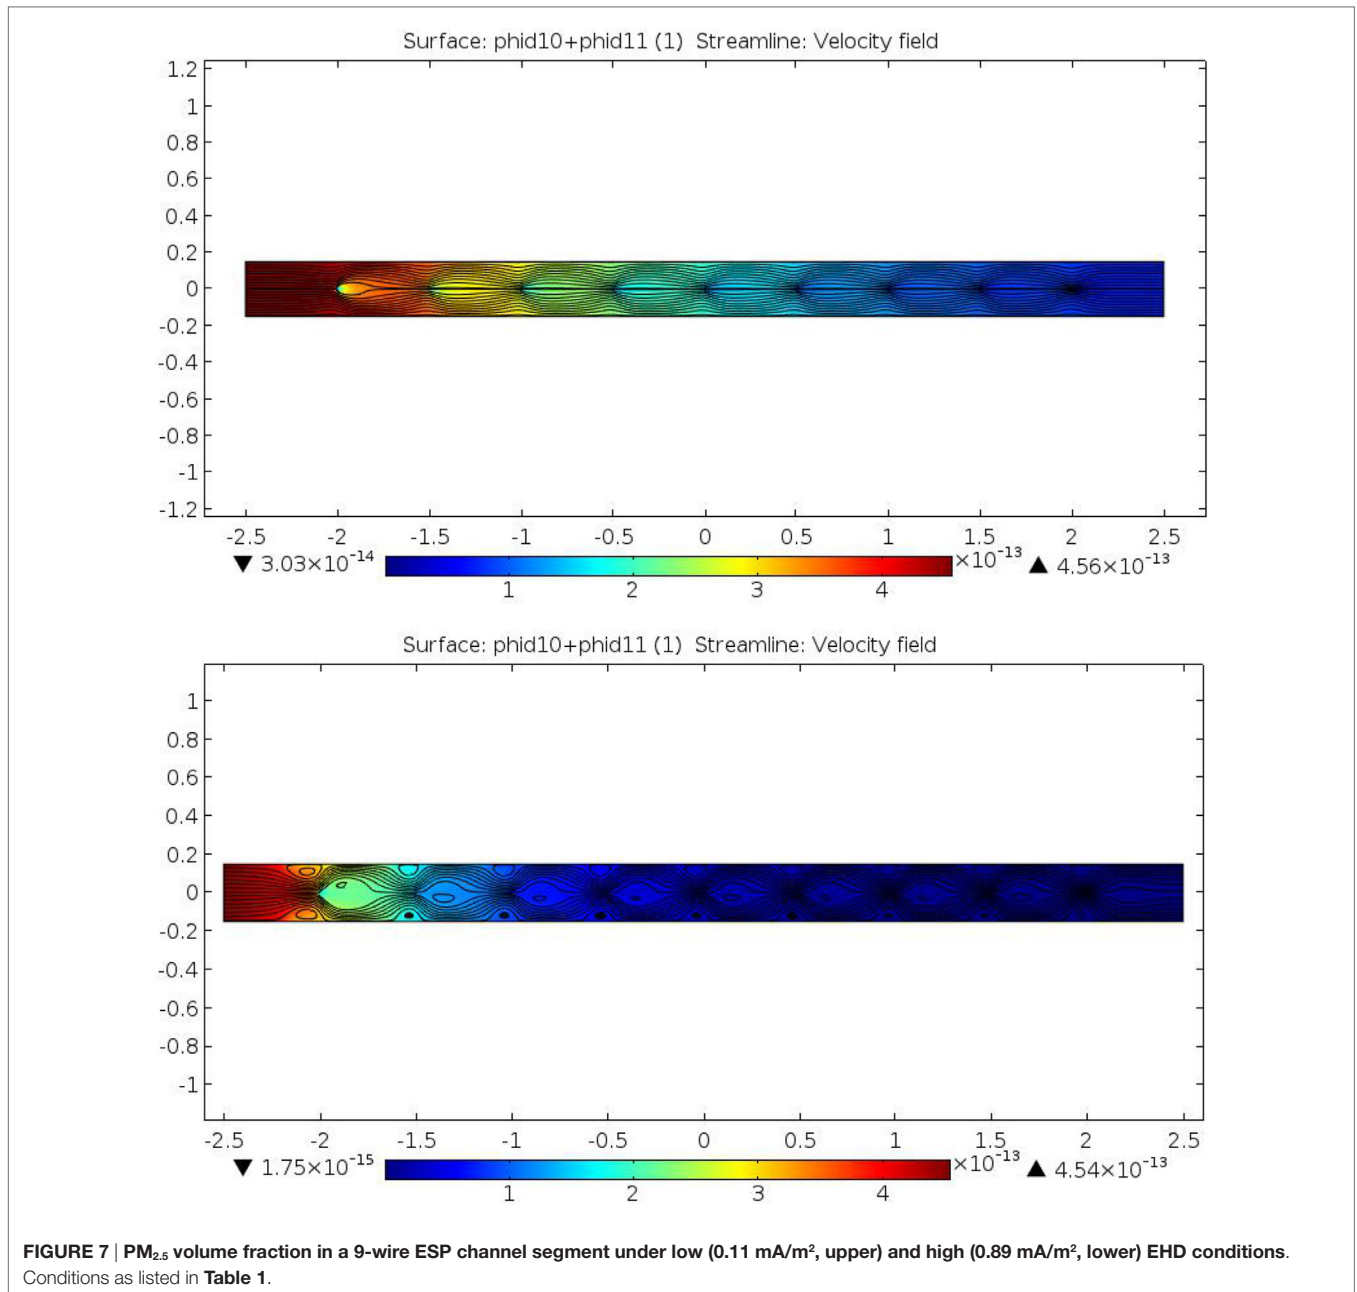 Surface: phid10+phid11 (1) Streamline: Velocity field
1.2
1
0.8
0.6
0.4
0.2
0
-0.2
-0.4
-0.6
-0.8
-1
-1.2
-2.5 -2 -1.5 -1 -0.5 0 0.5 1 1.5 2 2.5
▼ 3.03×10⁻¹⁴ ×10⁻¹³ ▲ 4.56×10⁻¹³
1 2 3 4
Surface: phid10+phid11 (1) Streamline: Velocity field
1
0.8
0.6
0.4
0.2
0
-0.2
-0.4
-0.6
-0.8
-1
-2.5 -2 -1.5 -1 -0.5 0 0.5 1 1.5 2 2.5
▼ 1.75×10⁻¹⁵ ×10⁻¹³ ▲ 4.54×10⁻¹³
1 2 3 4
FIGURE 7 | PM₂.₅ volume fraction in a 9-wire ESP channel segment under low (0.11 mA/m², upper) and high (0.89 mA/m², lower) EHD conditions.
Conditions as listed in Table 1.